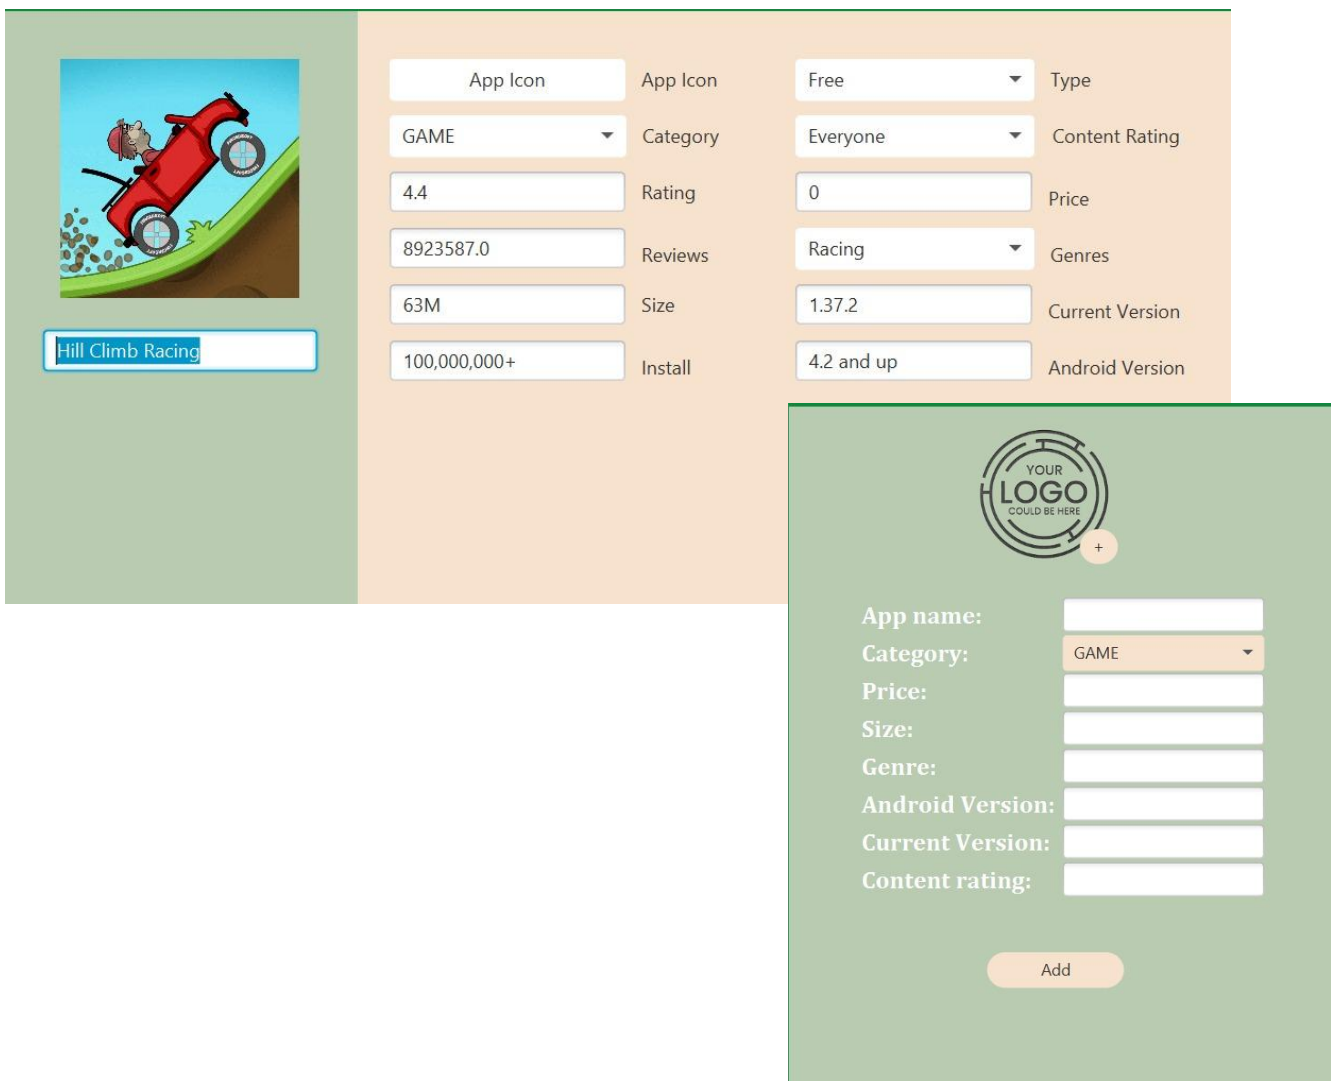 App Icon App Icon Free Type
GAME Category Everyone Content Rating
4.4 Rating 0 Price
8923587.0 Reviews Racing Genres
63M Size 1.37.2 Current Version
Hill Climb Racing
100,000,000+ Install 4.2 and up Android Version
YOUR
LOGO
COULD BE HERE
+
App name:
Category: GAME
Price:
Size:
Genre:
Android Version:
Current Version:
Content rating:
Add